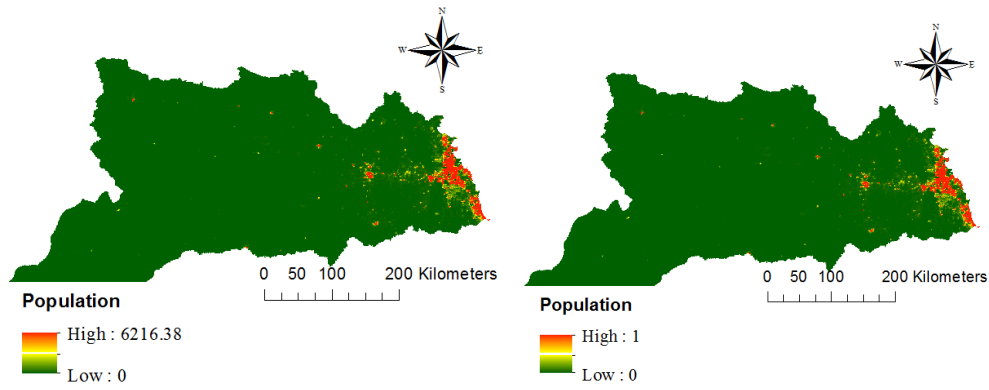 N
W E
S
0 50 100 200 Kilometers
Population
High : 6216.38
Low : 0
N
W E
S
0 50 100 200 Kilometers
Population
High : 1
Low : 0